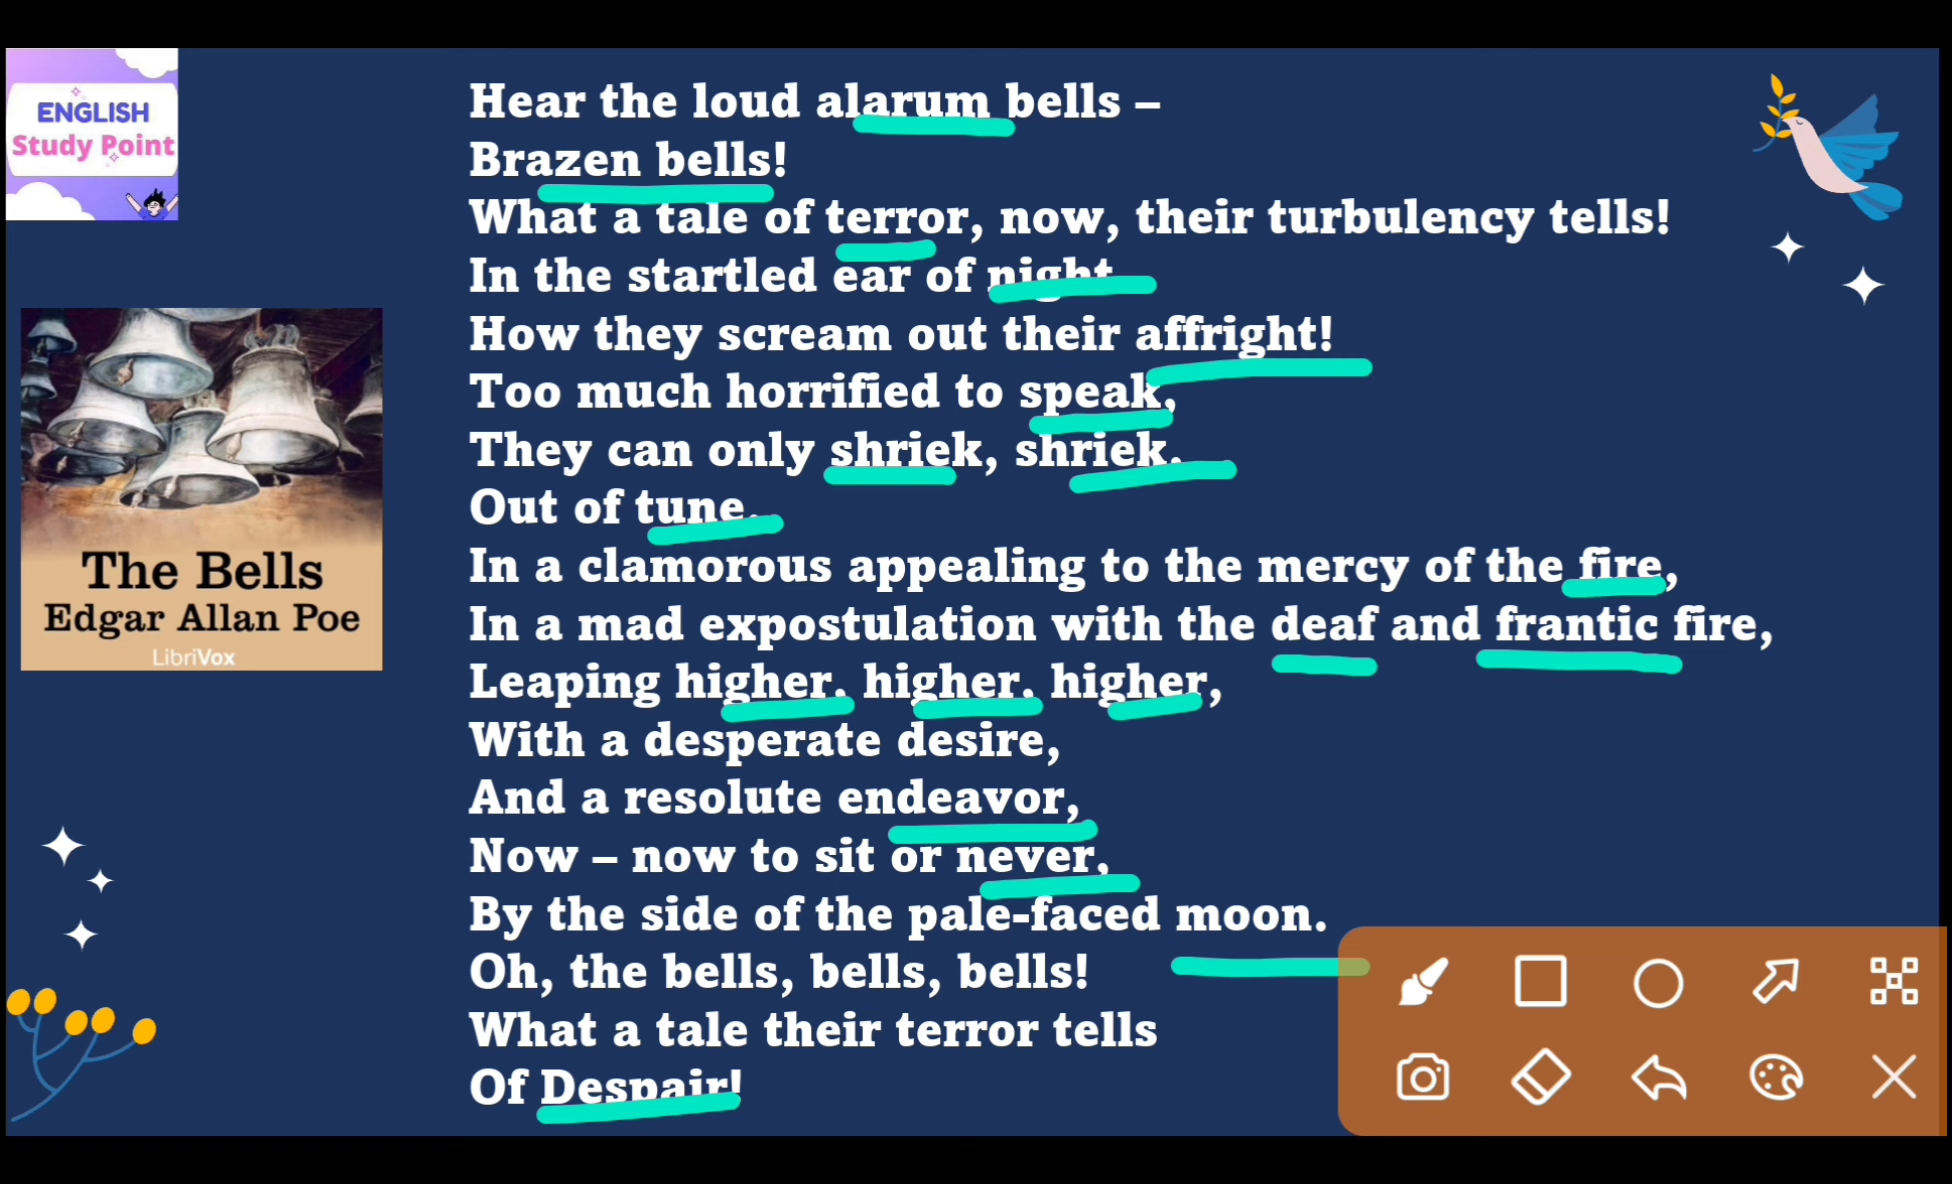 ENGLISH
Study Point
Hear the loud alarum bells –
Brazen bells!
What a tale of terror, now, their turbulency tells!
In the startled ear of night
How they scream out their affright!
Too much horrified to speak,
They can only shriek, shriek,
Out of tune,
In a clamorous appealing to the mercy of the fire,
In a mad expostulation with the deaf and frantic fire,
Leaping higher, higher, higher,
With a desperate desire,
And a resolute endeavor,
Now – now to sit or never,
By the side of the pale-faced moon.
Oh, the bells, bells, bells!
What a tale their terror tells
Of Despair!
The Bells
Edgar Allan Poe
LibriVox